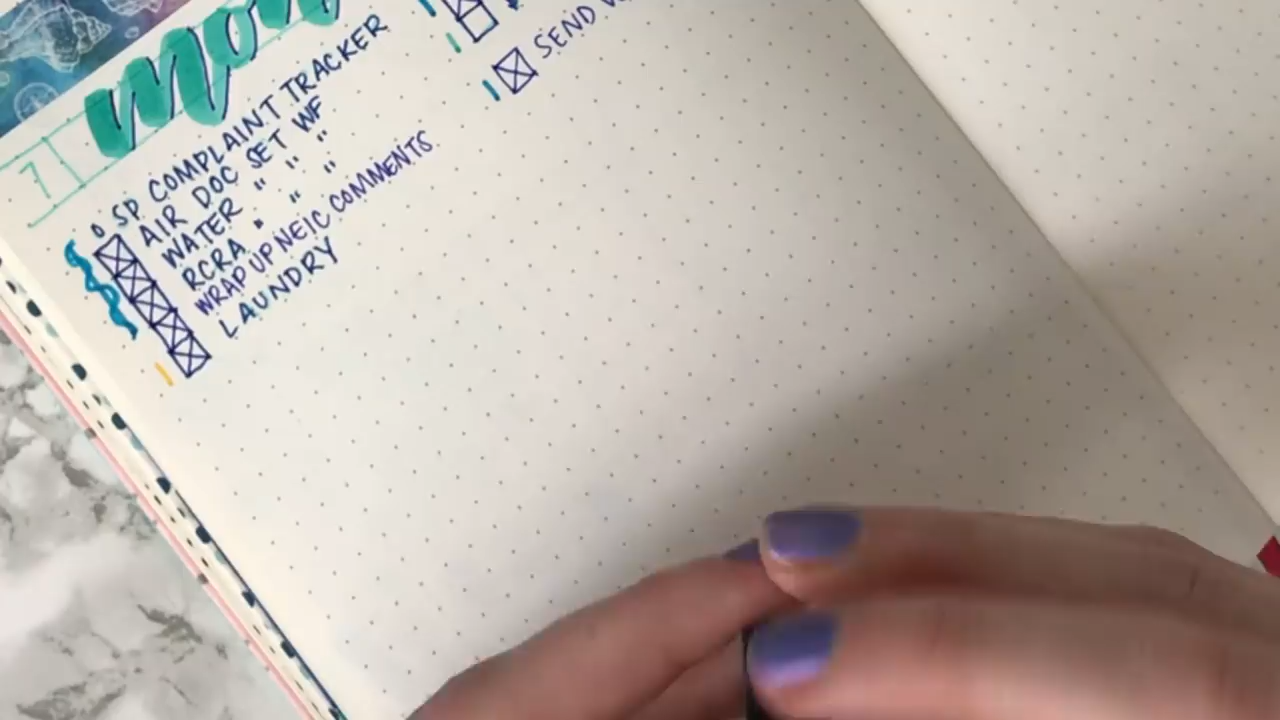 7 mon
o SP COMPLAINT TRACKER
AIR DOC SET WF
WATER " " "
RCRA " " "
WRAP UP NEIC COMMENTS
LAUNDRY
SEND